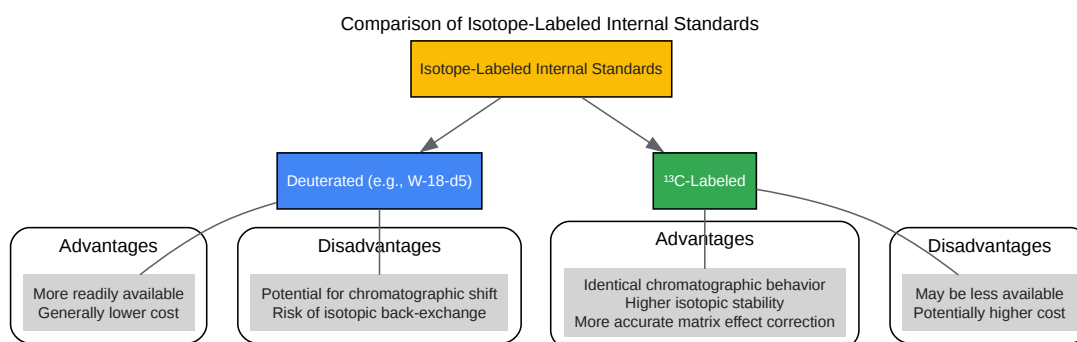 Comparison of Isotope-Labeled Internal Standards
Isotope-Labeled Internal Standards
Deuterated (e.g., W-18-d5)
¹³C-Labeled
Advantages
More readily available
Generally lower cost
Disadvantages
Potential for chromatographic shift
Risk of isotopic back-exchange
Advantages
Identical chromatographic behavior
Higher isotopic stability
More accurate matrix effect correction
Disadvantages
May be less available
Potentially higher cost